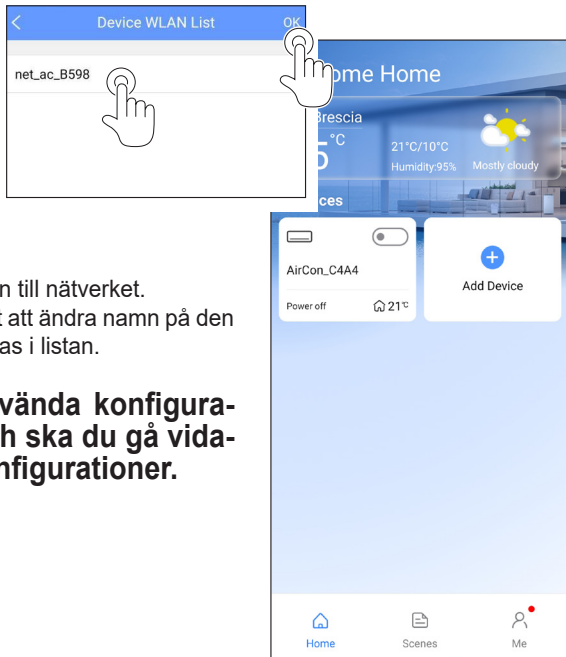 Device WLAN List
OK
net_ac_B598
ome Home
Brescia
5°C
21°C/10°C
Humidity:95%
Mostly cloudy
ces
AirCon_C4A4
Add Device
Power off
21℃
n till nätverket.
t att ändra namn på den
as i listan.
vända konfigura-
h ska du gå vida-
nfigurationer.
Home
Scenes
Me